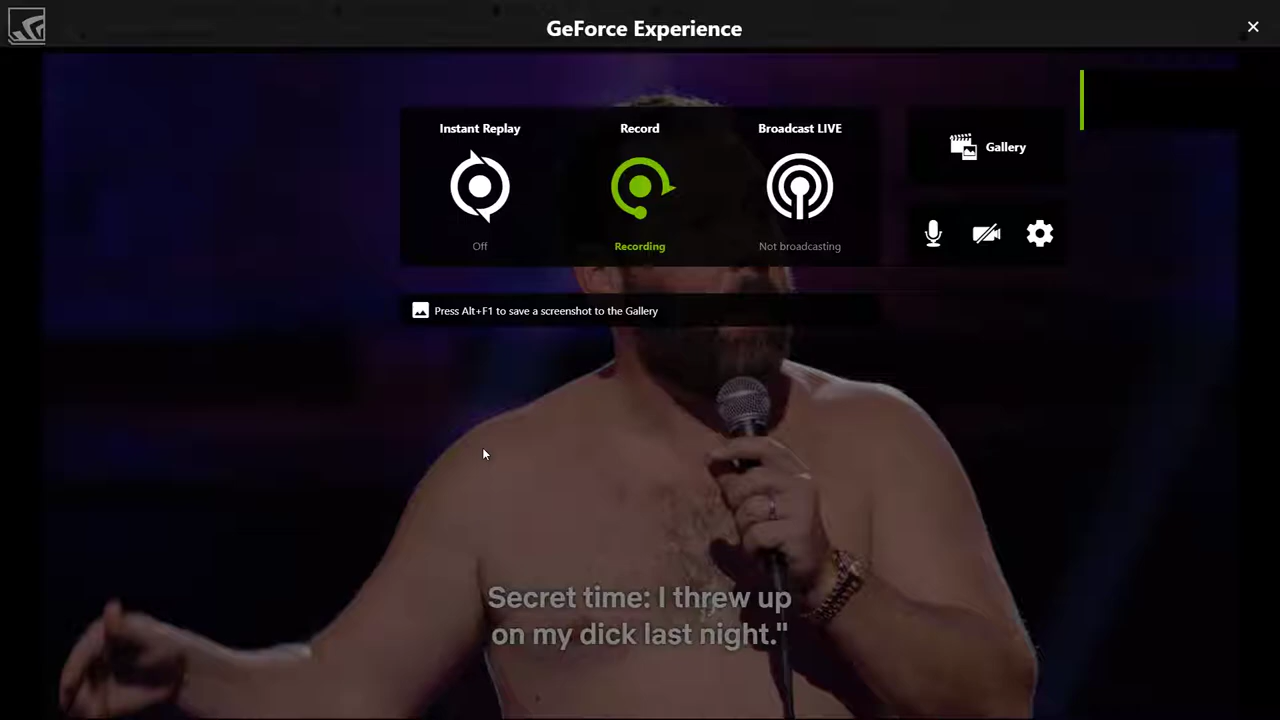 GeForce Experience
Instant Replay
Record
Broadcast LIVE
Gallery
Off
Recording
Not broadcasting
Press Alt+F1 to save a screenshot to the Gallery
Secret time: I threw up
on my dick last night."